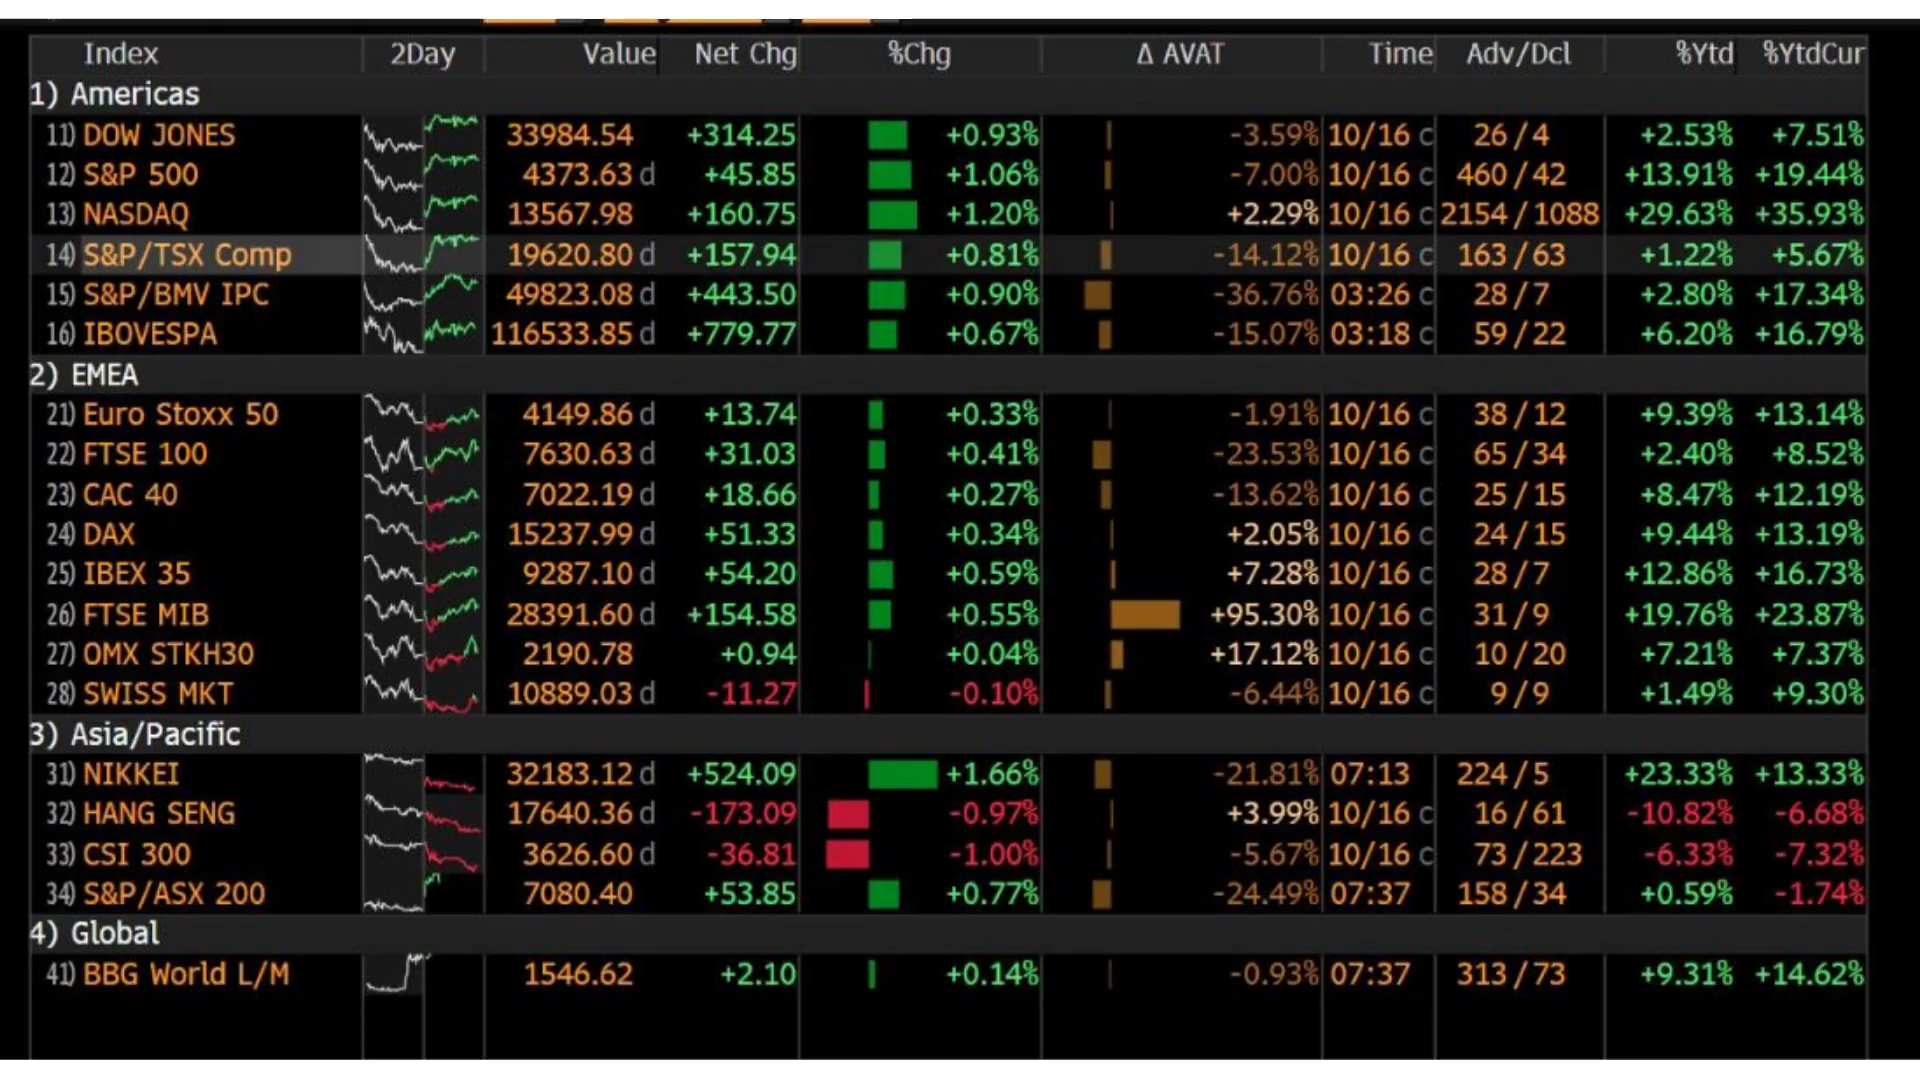 Index 2Day Value Net Chg %Chg Δ AVAT Time Adv/Dcl %Ytd %YtdCur
1) Americas
11) DOW JONES 33984.54 +314.25 +0.93% -3.59% 10/16 c 26/4 +2.53% +7.51%
12) S&P 500 4373.63 d +45.85 +1.06% -7.00% 10/16 c 460/42 +13.91% +19.44%
13) NASDAQ 13567.98 +160.75 +1.20% +2.29% 10/16 c 2154/1088 +29.63% +35.93%
14) S&P/TSX Comp 19620.80 d +157.94 +0.81% -14.12% 10/16 c 163/63 +1.22% +5.67%
15) S&P/BMV IPC 49823.08 d +443.50 +0.90% -36.76% 03:26 c 28/7 +2.80% +17.34%
16) IBOVESPA 116533.85 d +779.77 +0.67% -15.07% 03:18 c 59/22 +6.20% +16.79%
2) EMEA
21) Euro Stoxx 50 4149.86 d +13.74 +0.33% -1.91% 10/16 c 38/12 +9.39% +13.14%
22) FTSE 100 7630.63 d +31.03 +0.41% -23.53% 10/16 c 65/34 +2.40% +8.52%
23) CAC 40 7022.19 d +18.66 +0.27% -13.62% 10/16 c 25/15 +8.47% +12.19%
24) DAX 15237.99 d +51.33 +0.34% +2.05% 10/16 c 24/15 +9.44% +13.19%
25) IBEX 35 9287.10 d +54.20 +0.59% +7.28% 10/16 c 28/7 +12.86% +16.73%
26) FTSE MIB 28391.60 d +154.58 +0.55% +95.30% 10/16 c 31/9 +19.76% +23.87%
27) OMX STKH30 2190.78 +0.94 +0.04% +17.12% 10/16 c 10/20 +7.21% +7.37%
28) SWISS MKT 10889.03 d -11.27 -0.10% -6.44% 10/16 c 9/9 +1.49% +9.30%
3) Asia/Pacific
31) NIKKEI 32183.12 d +524.09 +1.66% -21.81% 07:13 224/5 +23.33% +13.33%
32) HANG SENG 17640.36 d -173.09 -0.97% +3.99% 10/16 c 16/61 -10.82% -6.68%
33) CSI 300 3626.60 d -36.81 -1.00% -5.67% 10/16 c 73/223 -6.33% -7.32%
34) S&P/ASX 200 7080.40 +53.85 +0.77% -24.49% 07:37 158/34 +0.59% -1.74%
4) Global
41) BBG World L/M 1546.62 +2.10 +0.14% -0.93% 07:37 313/73 +9.31% +14.62%